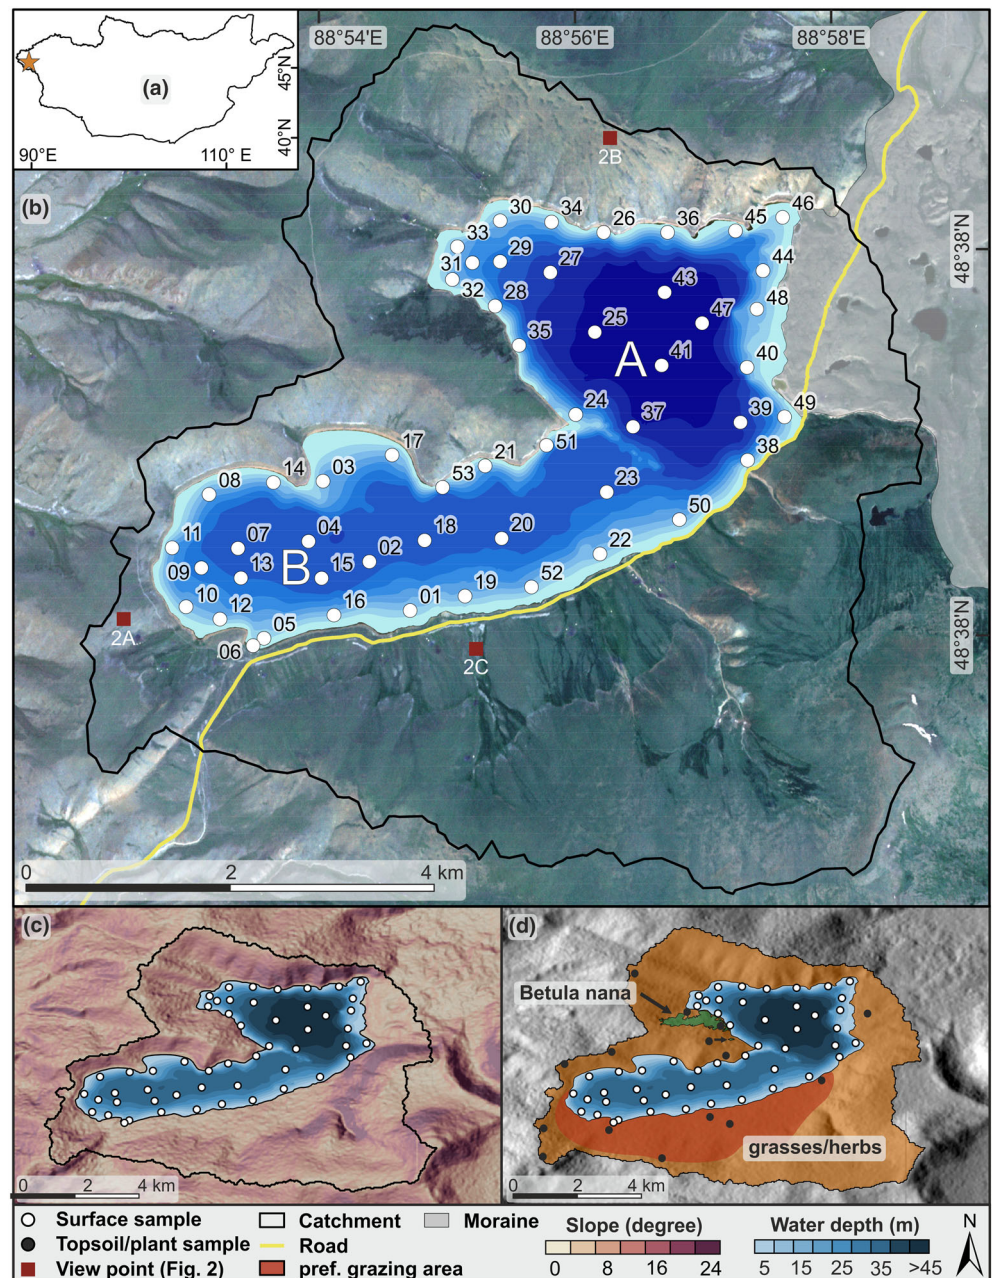 (a)
45°N
40°N
90°E
110°E
88°54'E
88°56'E
88°58'E
48°38'N
48°38'N
(b)
2B
30
34
26
36
45
46
33
29
27
31
32
28
43
44
25
47
48
35
A
41
40
24
37
39
49
51
38
17
21
53
23
08
14
03
50
11
07
04
18
20
22
13
B
15
02
09
10
12
16
01
19
52
05
06
2A
2C
0 2 4 km
(c)
0 2 4 km
(d)
Betula nana
grasses/herbs
0 2 4 km
Surface sample
Topsoil/plant sample
View point (Fig. 2)
Catchment
Road
pref. grazing area
Moraine
Slope (degree)
0 8 16 24
Water depth (m)
5 15 25 35 >45
N